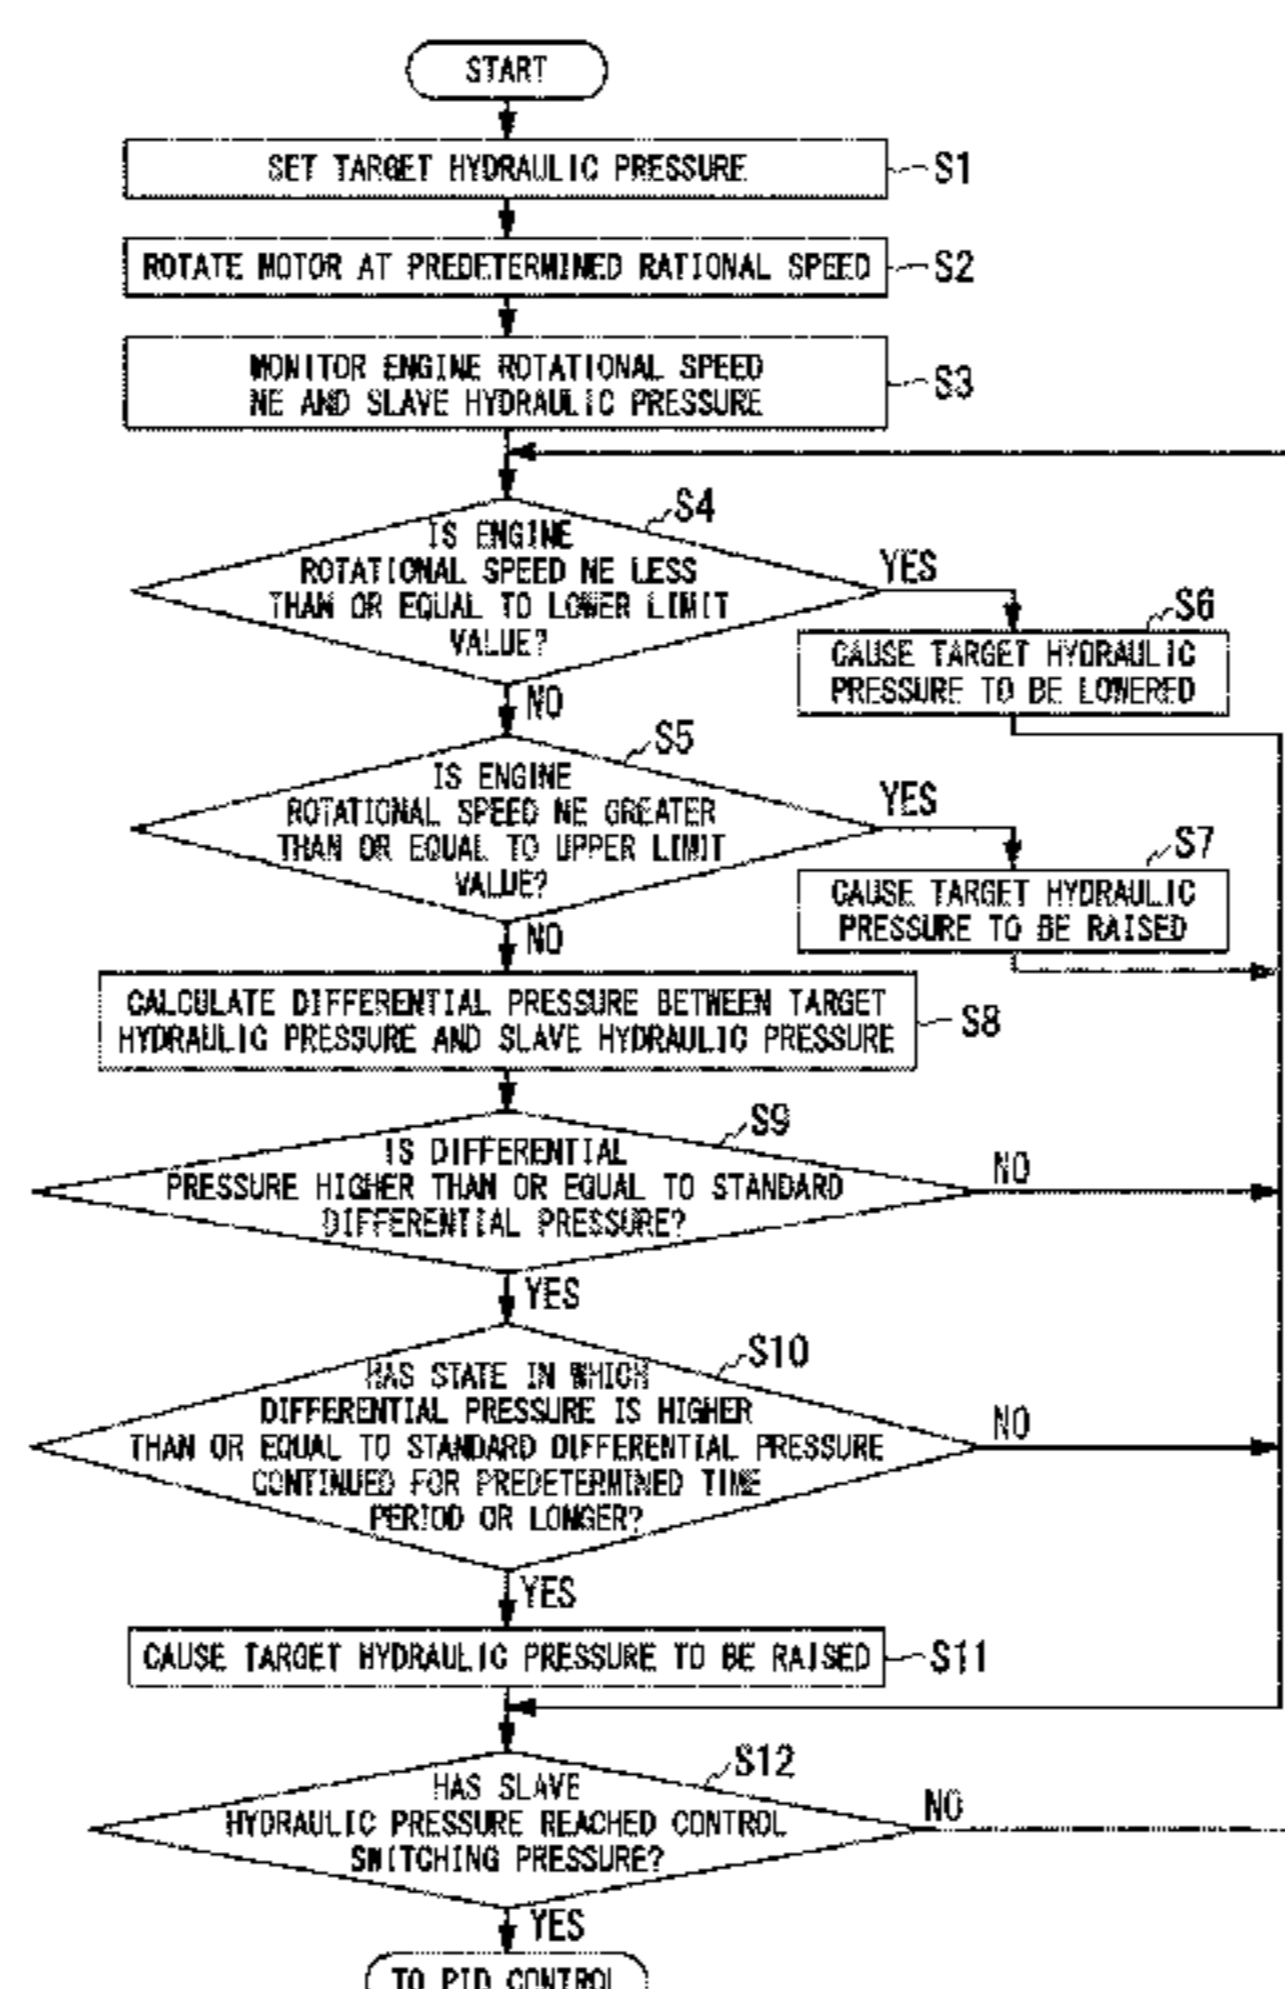 START
SET TARGET HYDRAULIC PRESSURE
S1
ROTATE MOTOR AT PREDETERMINED RATIONAL SPEED
S2
MONITOR ENGINE ROTATIONAL SPEED
NE AND SLAVE HYDRAULIC PRESSURE
S3
S4
IS ENGINE
ROTATIONAL SPEED NE LESS
THAN OR EQUAL TO LOWER LIMIT
VALUE?
YES
S6
CAUSE TARGET HYDRAULIC
PRESSURE TO BE LOWERED
NO
S5
IS ENGINE
ROTATIONAL SPEED NE GREATER
THAN OR EQUAL TO UPPER LIMIT
VALUE?
YES
S7
CAUSE TARGET HYDRAULIC
PRESSURE TO BE RAISED
NO
CALCULATE DIFFERENTIAL PRESSURE BETWEEN TARGET
HYDRAULIC PRESSURE AND SLAVE HYDRAULIC PRESSURE
S8
S9
IS DIFFERENTIAL
PRESSURE HIGHER THAN OR EQUAL TO STANDARD
DIFFERENTIAL PRESSURE?
NO
YES
S10
HAS STATE IN WHICH
DIFFERENTIAL PRESSURE IS HIGHER
THAN OR EQUAL TO STANDARD DIFFERENTIAL PRESSURE
CONTINUED FOR PREDETERMINED TIME
PERIOD OR LONGER?
NO
YES
CAUSE TARGET HYDRAULIC PRESSURE TO BE RAISED
S11
S12
HAS SLAVE
HYDRAULIC PRESSURE REACHED CONTROL
SWITCHING PRESSURE?
NO
YES
TO PID CONTROL